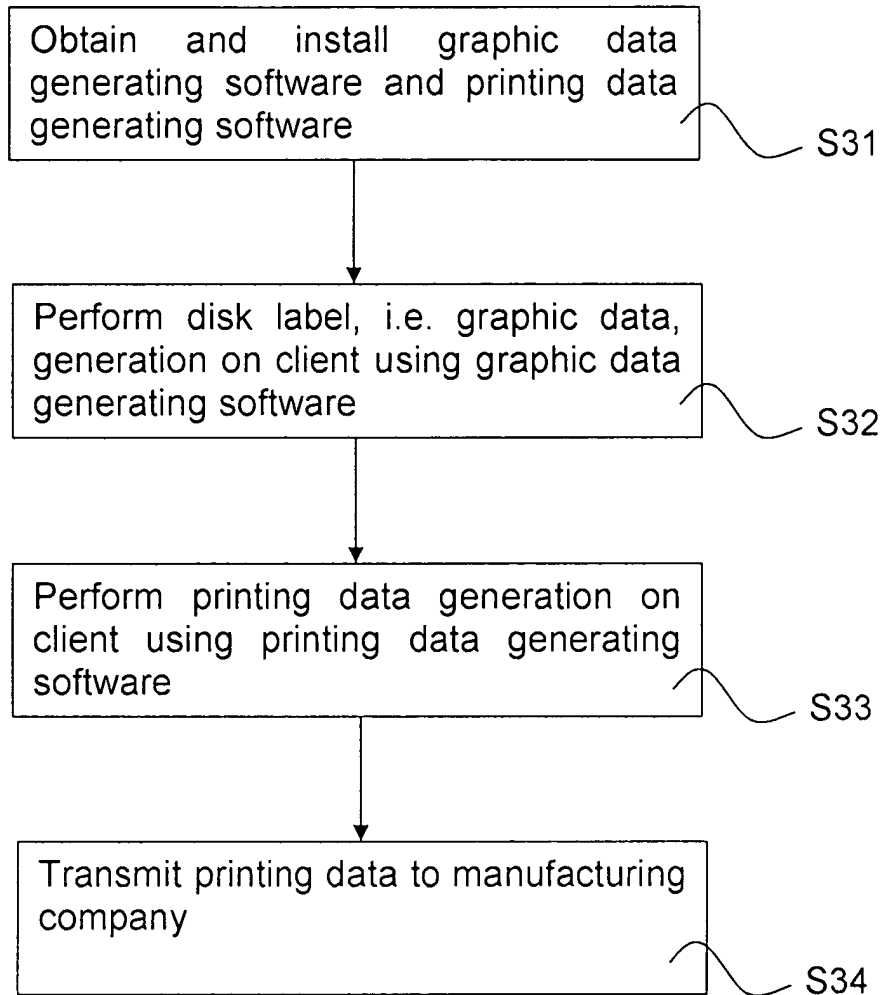 Obtain and install graphic data
generating software and printing data
generating software
S31
Perform disk label, i.e. graphic data,
generation on client using graphic data
generating software
S32
Perform printing data generation on
client using printing data generating
software
S33
Transmit printing data to manufacturing
company
S34